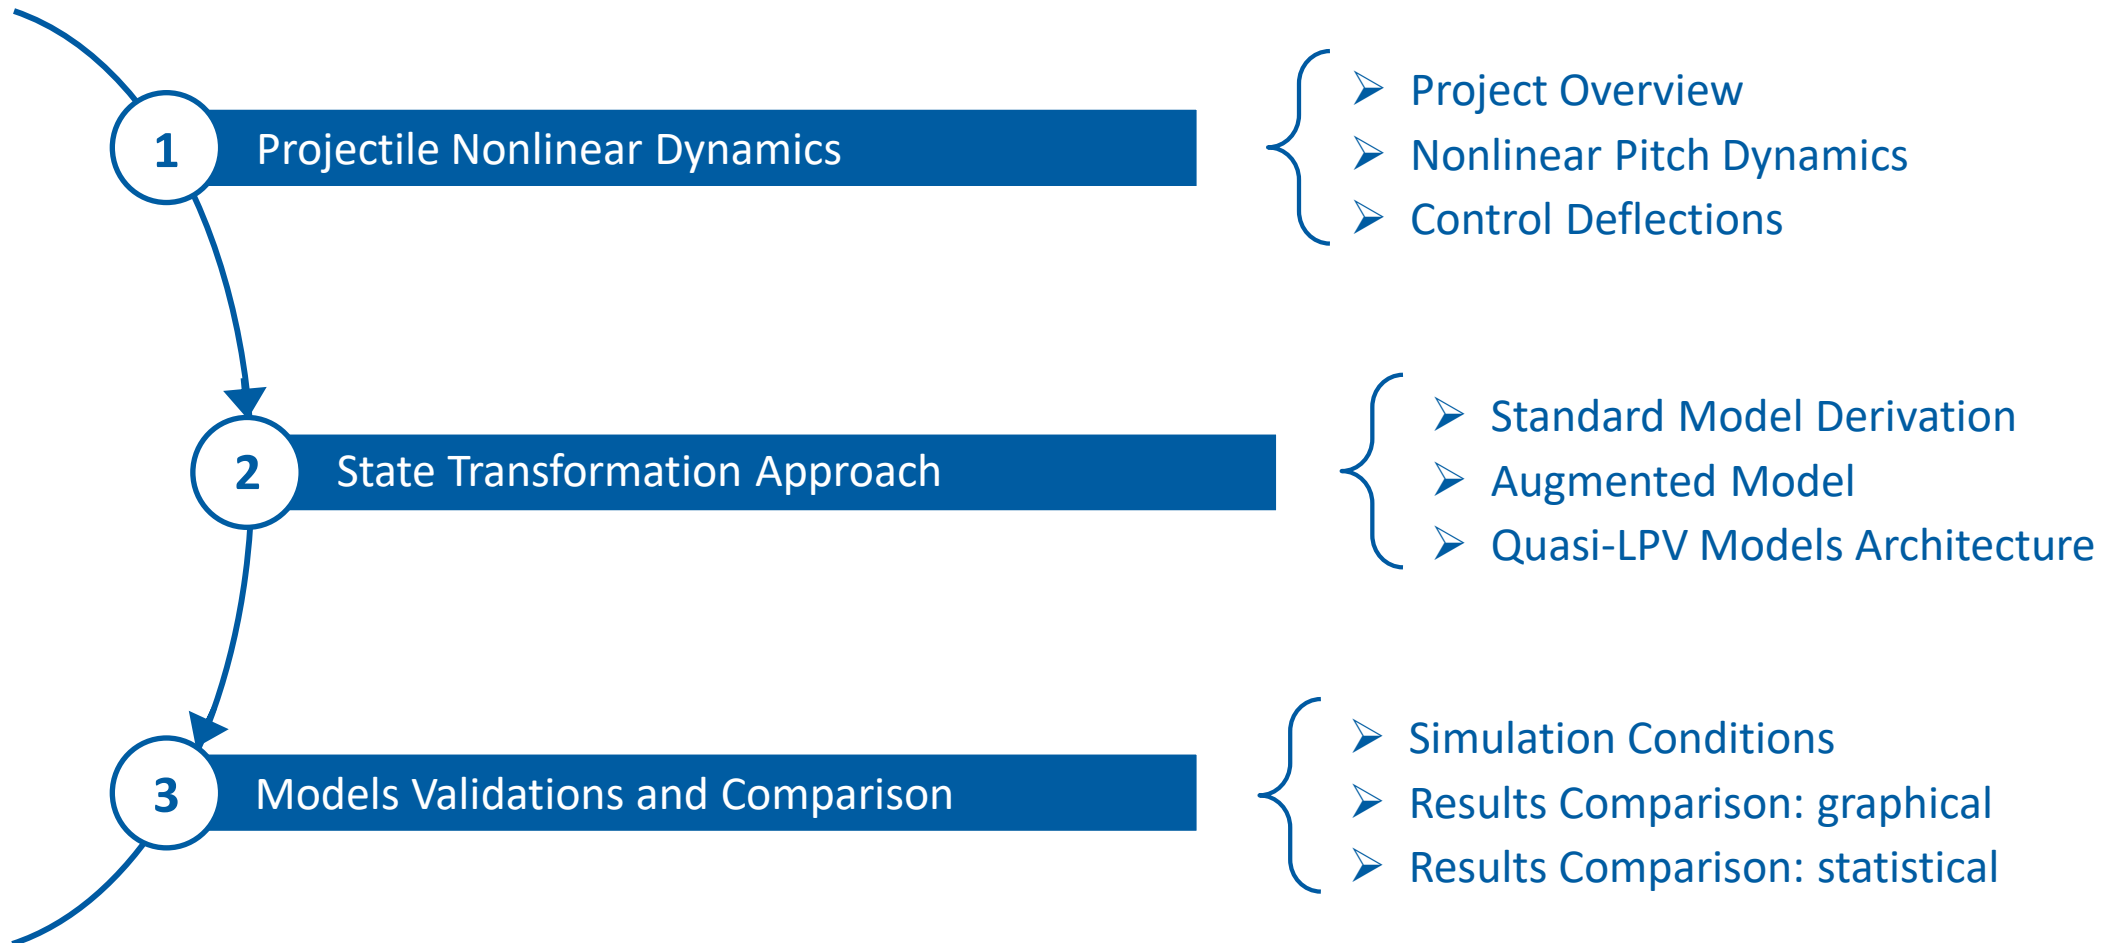 1
Projectile Nonlinear Dynamics
➢ Project Overview
➢ Nonlinear Pitch Dynamics
➢ Control Deflections
2
State Transformation Approach
➢ Standard Model Derivation
➢ Augmented Model
➢ Quasi-LPV Models Architecture
3
Models Validations and Comparison
➢ Simulation Conditions
➢ Results Comparison: graphical
➢ Results Comparison: statistical